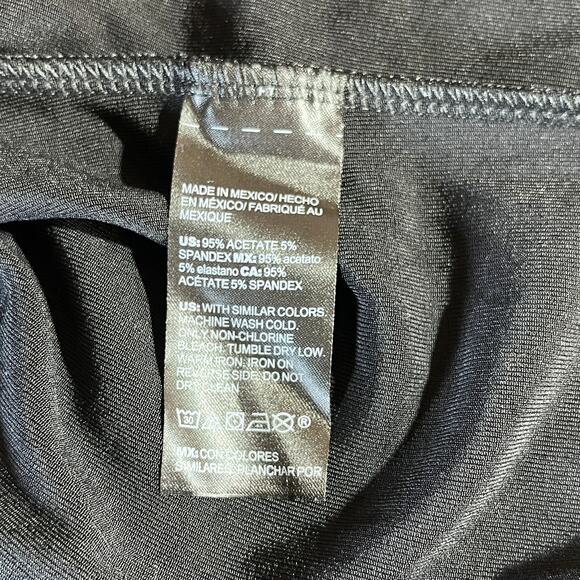 MADE IN MEXICO/HECHO
EN MÉXICO/FABRIQUÉ AU
MEXIQUE
US: 95% ACETATE 5%
SPANDEX MX: 95% acetato
5% elastano CA: 95%
ACÉTATE 5% SPANDEX
US: WITH SIMILAR COLORS.
MACHINE WASH COLD.
ONLY NON-CHLORINE
BLEACH. TUMBLE DRY LOW.
WARM IRON. IRON ON
REVERSE SIDE. DO NOT
DRY CLEAN
30 ®
MX: CON COLORES
SIMILARES. PLANCHAR POR